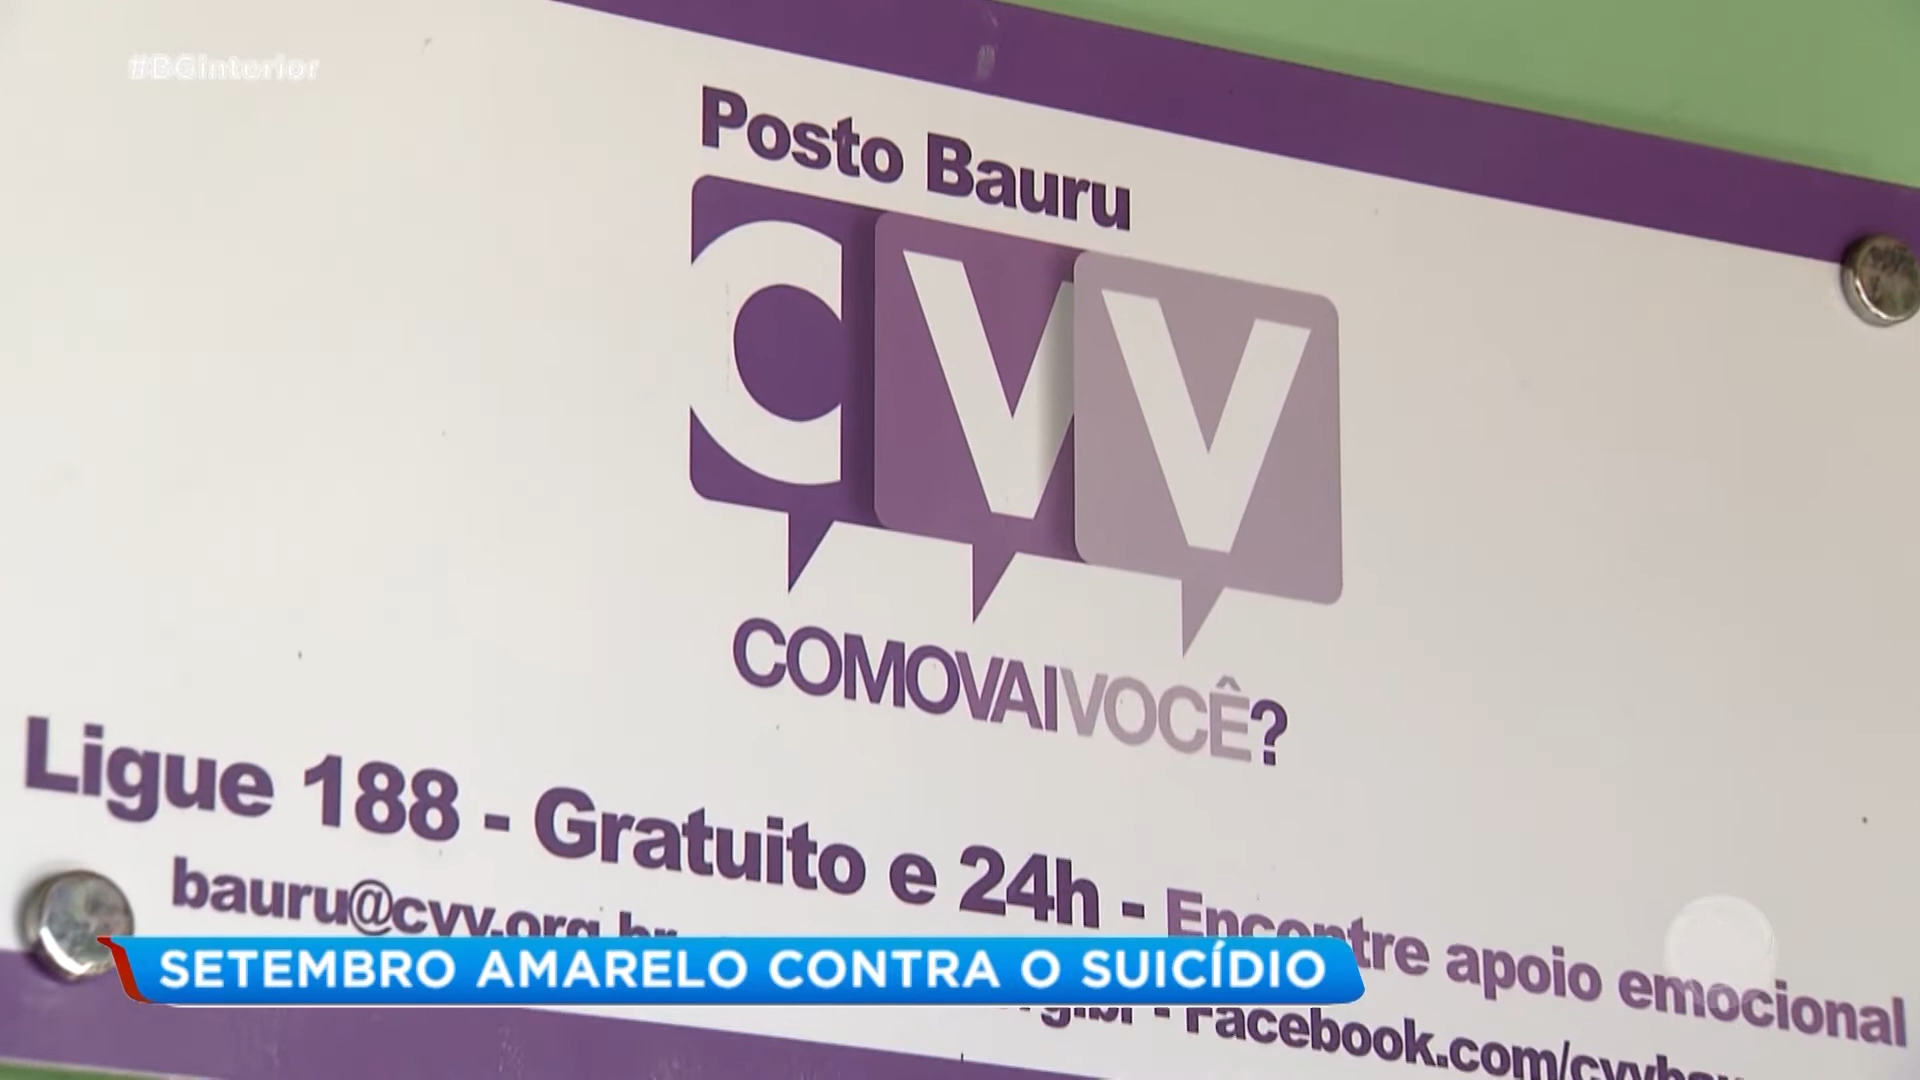 #BGInterior
Posto Bauru
CVV
COMOVAIVOCÊ?
Ligue 188 - Gratuito e 24h - Encontre apoio emocional
bauru@cvv.org.br
Facebook.com/cvvbau
SETEMBRO AMARELO CONTRA O SUICÍDIO